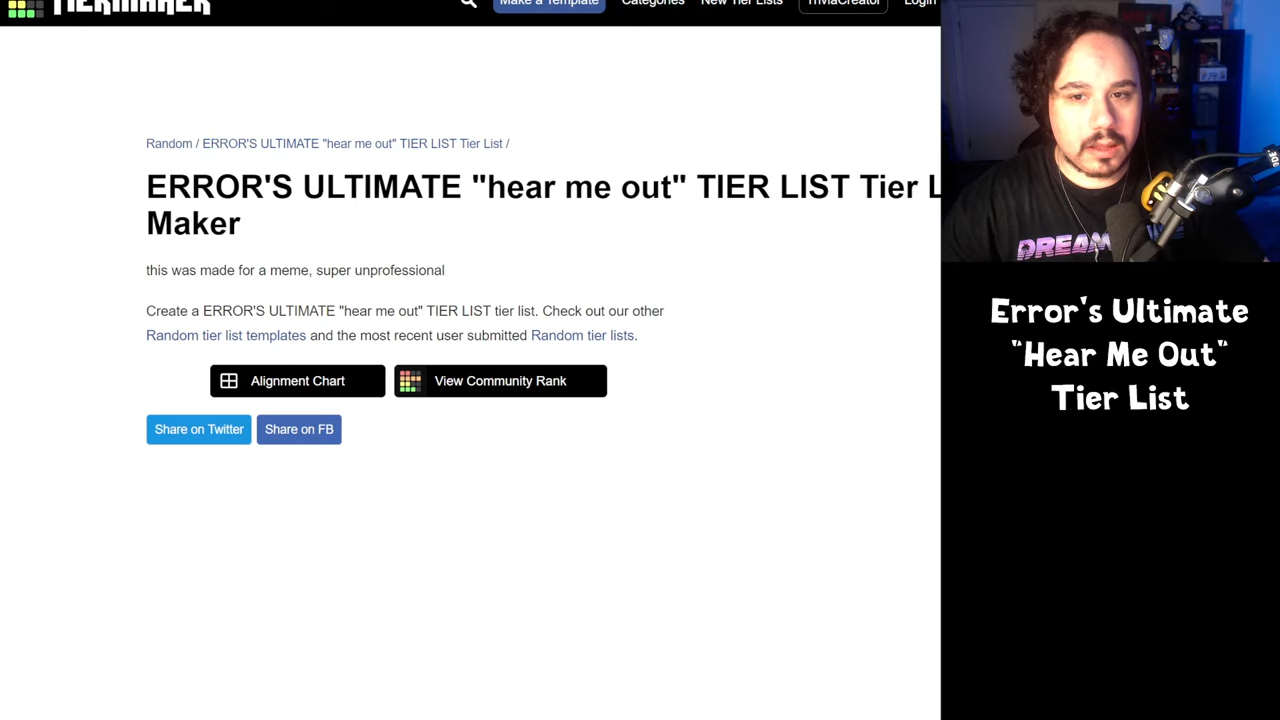 TIERMAKER
Make a Template Categories New Tier Lists TriviaCreator Login
Random / ERROR'S ULTIMATE "hear me out" TIER LIST Tier List /
ERROR'S ULTIMATE "hear me out" TIER LIST Tier L
Maker
this was made for a meme, super unprofessional
Create a ERROR'S ULTIMATE "hear me out" TIER LIST tier list. Check out our other
Random tier list templates and the most recent user submitted Random tier lists.
Alignment Chart View Community Rank
Share on Twitter Share on FB
DREAM
Error's Ultimate
"Hear Me Out"
Tier List